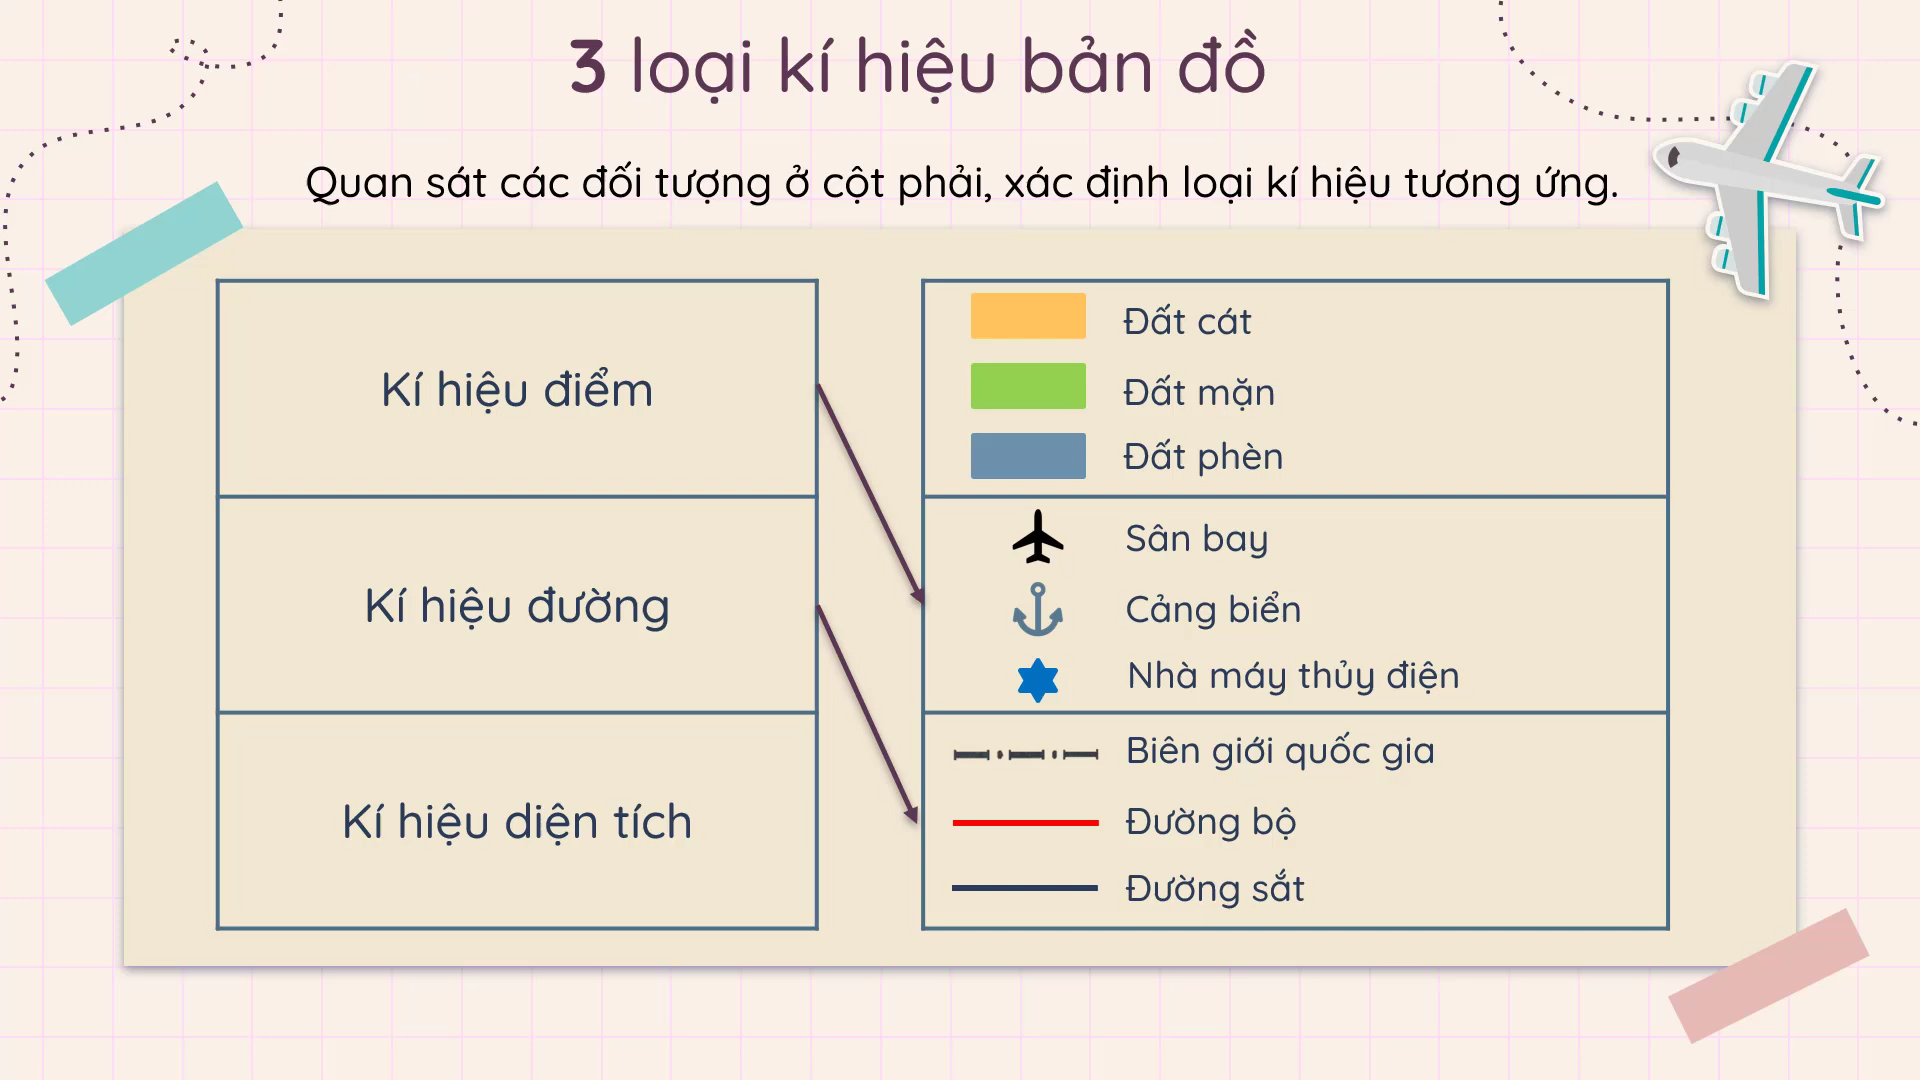 3 loại kí hiệu bản đồ
Quan sát các đối tượng ở cột phải, xác định loại kí hiệu tương ứng.
Kí hiệu điểm
Kí hiệu đường
Kí hiệu diện tích
Đất cát
Đất mặn
Đất phèn
Sân bay
Cảng biển
Nhà máy thủy điện
Biên giới quốc gia
Đường bộ
Đường sắt